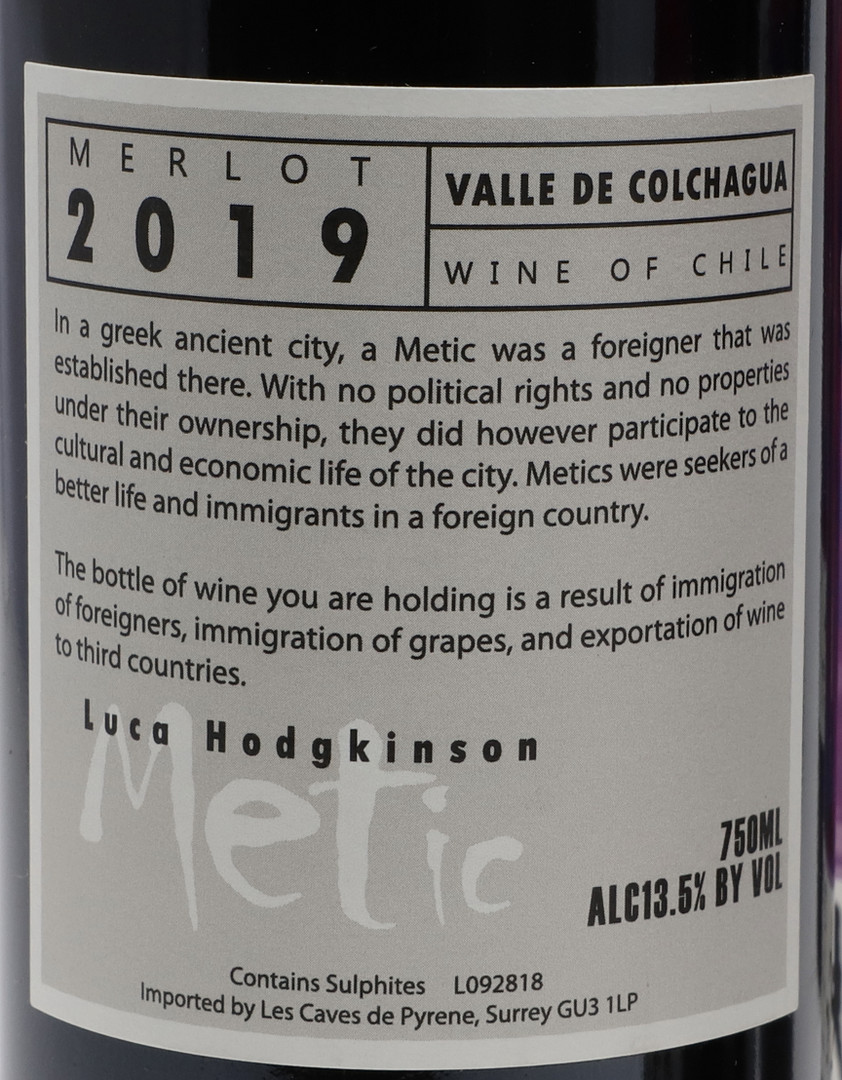 MERLOT
2019
VALLE DE COLCHAGUA
WINE OF CHILE
In a greek ancient city, a Metic was a foreigner that was
established there. With no political rights and no properties
under their ownership, they did however participate to the
cultural and economic life of the city. Metics were seekers of a
better life and immigrants in a foreign country.
The bottle of wine you are holding is a result of immigration
of foreigners, immigration of grapes, and exportation of wine
to third countries.
Luca Hodgkinson
Metic
750ML
ALC13.5% BY VOL
Contains Sulphites L092818
Imported by Les Caves de Pyrene, Surrey GU3 1LP